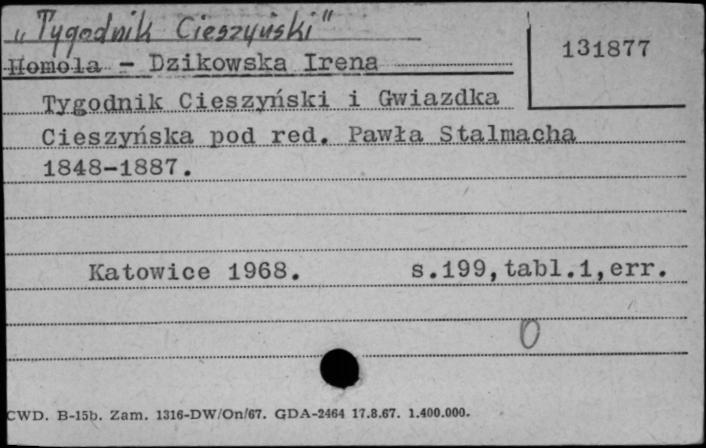 „Tygodnik Cieszyński”
131877
Homola - Dzikowska Irena
Tygodnik Cieszyński i Gwiazdka
Cieszyńska pod red. Pawła Stalmacha
1848-1887.
Katowice 1968. s.199,tabl.1,err.
0
CWD. B-15b. Zam. 1316-DW/On/67. GDA-2464 17.8.67. 1.400.000.